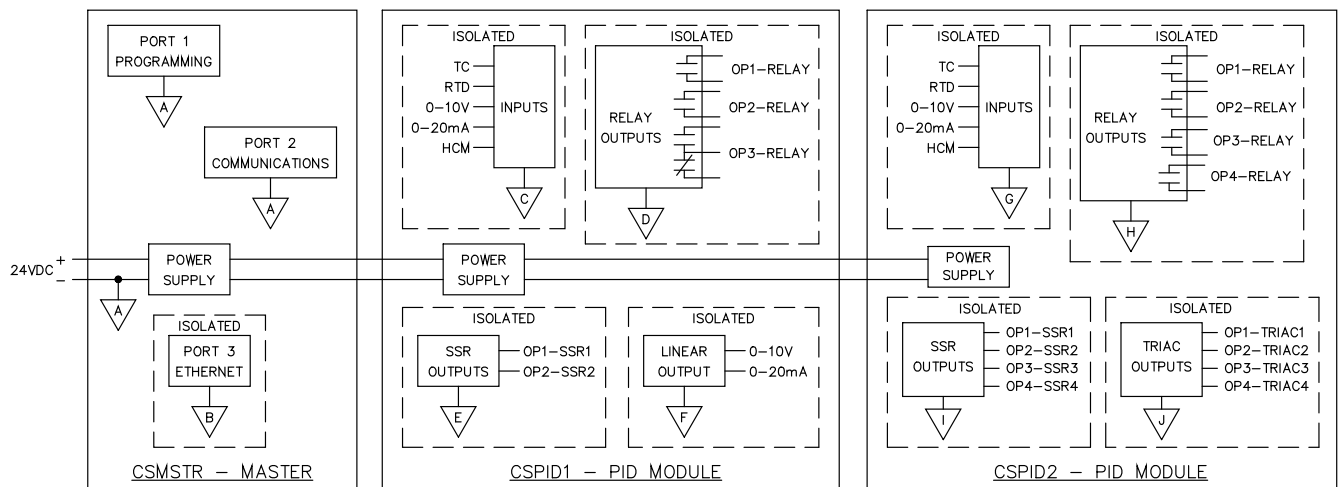 PORT 1
PROGRAMMING
A
PORT 2
COMMUNICATIONS
A
24VDC
+
−
A
POWER
SUPPLY
ISOLATED
PORT 3
ETHERNET
B
CSMSTR − MASTER
ISOLATED
TC
RTD
0−10V
0−20mA
HCM
INPUTS
C
ISOLATED
RELAY
OUTPUTS
OP1−RELAY
OP2−RELAY
OP3−RELAY
D
POWER
SUPPLY
ISOLATED
SSR
OUTPUTS
OP1−SSR1
OP2−SSR2
E
ISOLATED
LINEAR
OUTPUT
0−10V
0−20mA
F
CSPID1 − PID MODULE
ISOLATED
TC
RTD
0−10V
0−20mA
HCM
INPUTS
G
ISOLATED
RELAY
OUTPUTS
OP1−RELAY
OP2−RELAY
OP3−RELAY
OP4−RELAY
H
POWER
SUPPLY
ISOLATED
SSR
OUTPUTS
OP1−SSR1
OP2−SSR2
OP3−SSR3
OP4−SSR4
I
ISOLATED
TRIAC
OUTPUTS
OP1−TRIAC1
OP2−TRIAC2
OP3−TRIAC3
OP4−TRIAC4
J
CSPID2 − PID MODULE